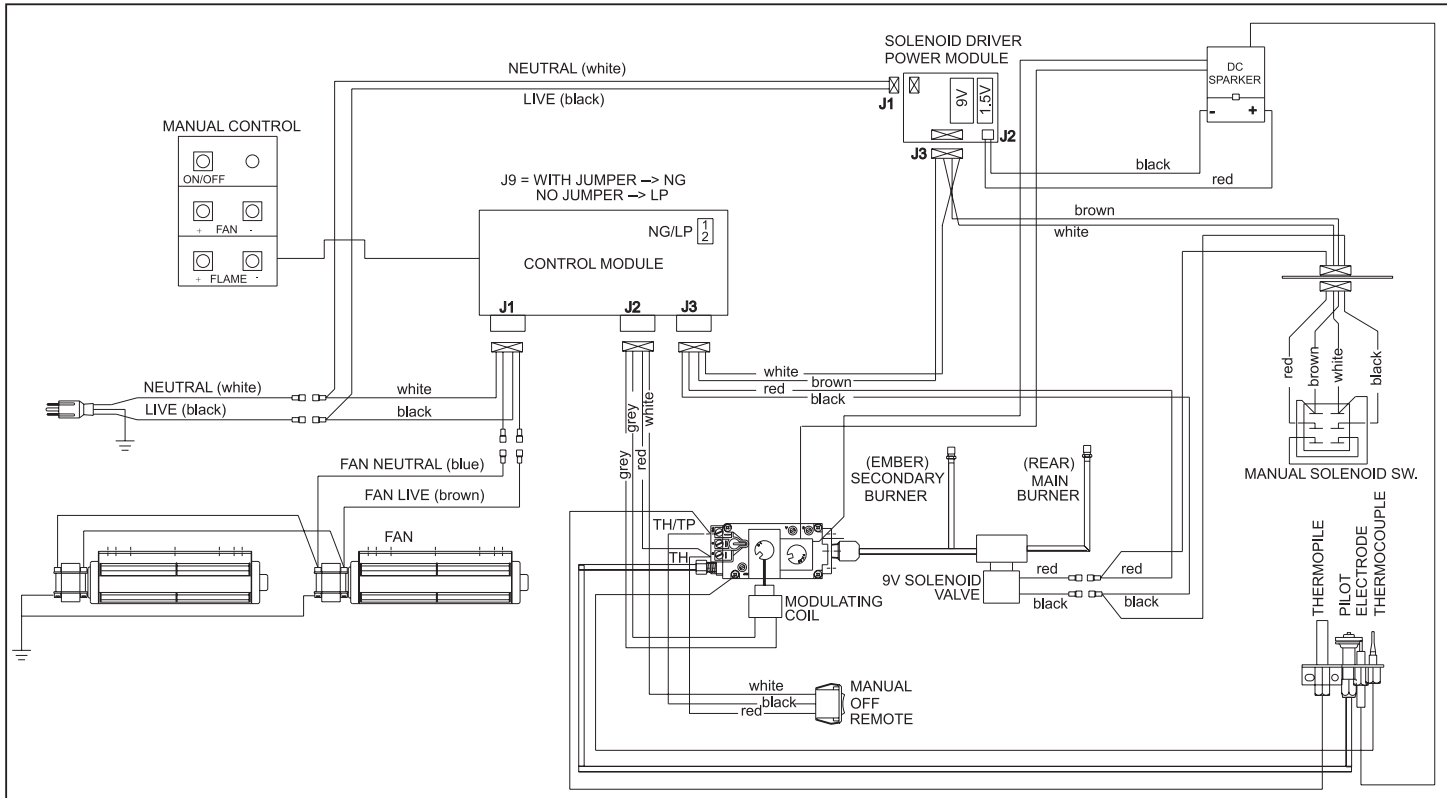 SOLENOID DRIVER
POWER MODULE
DC
SPARKER
- +
NEUTRAL (white)
LIVE (black)
J1
9V
1.5V
J2
J3
black
red
MANUAL CONTROL
ON/OFF
+ FAN -
+ FLAME -
J9 = WITH JUMPER –> NG
NO JUMPER –> LP
NG/LP
1
2
CONTROL MODULE
J1
J2
J3
brown
white
red
brown
white
black
MANUAL SOLENOID SW.
white
brown
red
black
NEUTRAL (white)
LIVE (black)
white
black
grey
grey
red
white
FAN NEUTRAL (blue)
FAN LIVE (brown)
FAN
(EMBER)
SECONDARY
BURNER
(REAR)
MAIN
BURNER
TH/TP
TH
MODULATING
COIL
9V SOLENOID
VALVE
red
black
red
black
THERMOPILE
PILOT
ELECTRODE
THERMOCOUPLE
white
black
red
MANUAL
OFF
REMOTE